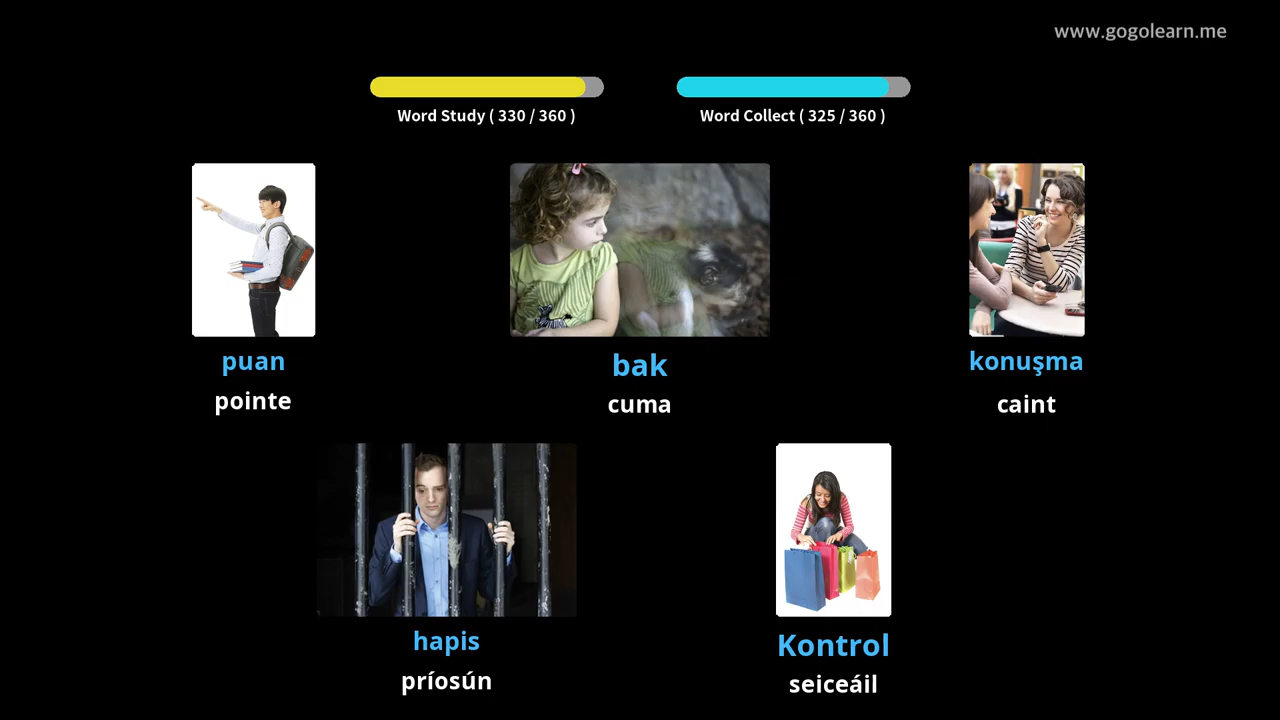 www.gogolearn.me
Word Study ( 330 / 360 )
Word Collect ( 325 / 360 )
puan
pointe
bak
cuma
konuşma
caint
hapis
príosún
Kontrol
seiceáil